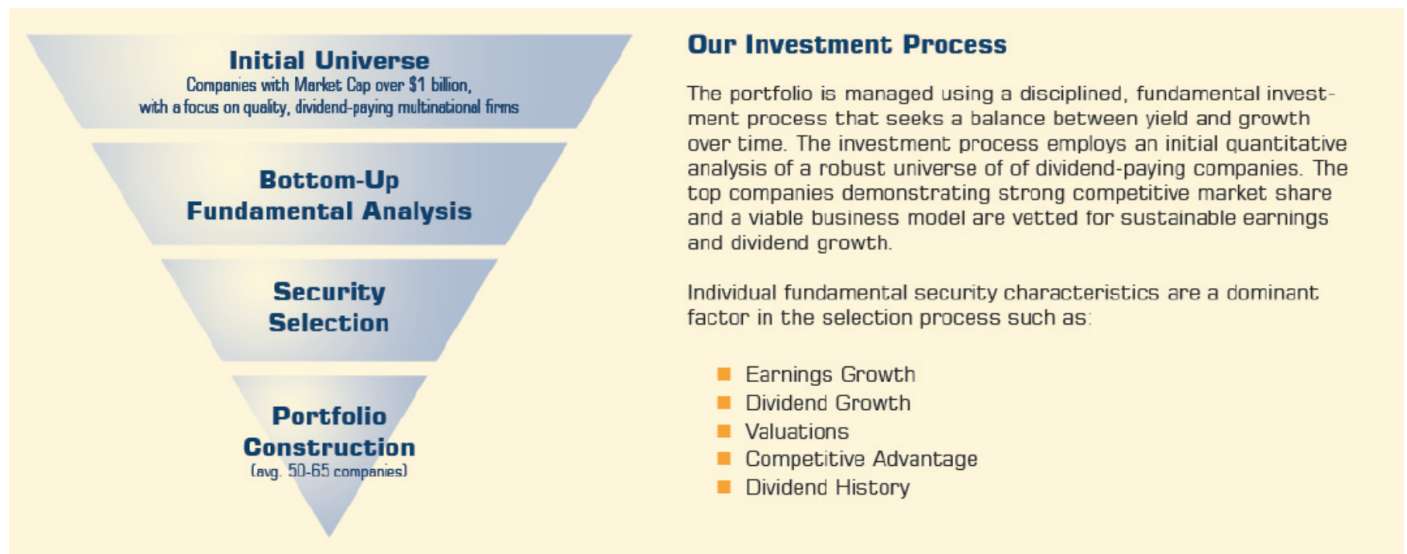 Initial Universe
Companies with Market Cap over $1 billion,
with a focus on quality, dividend-paying multinational firms
Bottom-Up
Fundamental Analysis
Security
Selection
Portfolio
Construction
(avg. 50-65 companies)
Our Investment Process
The portfolio is managed using a disciplined, fundamental invest-
ment process that seeks a balance between yield and growth
over time. The investment process employs an initial quantitative
analysis of a robust universe of of dividend-paying companies. The
top companies demonstrating strong competitive market share
and a viable business model are vetted for sustainable earnings
and dividend growth.
Individual fundamental security characteristics are a dominant
factor in the selection process such as:
Earnings Growth
Dividend Growth
Valuations
Competitive Advantage
Dividend History